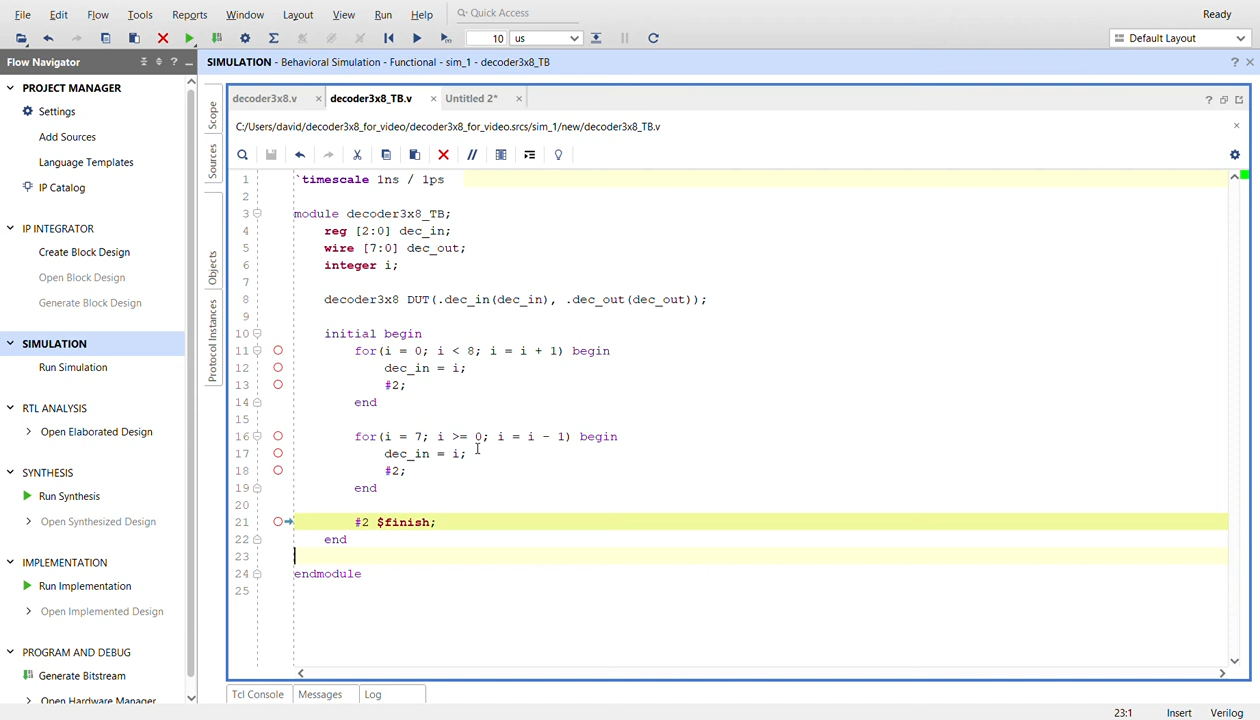 File Edit Flow Tools Reports Window Layout View Run Help Quick Access Ready
10 us Default Layout
Flow Navigator
SIMULATION - Behavioral Simulation - Functional - sim_1 - decoder3x8_TB
PROJECT MANAGER
Settings
Add Sources
Language Templates
IP Catalog
IP INTEGRATOR
Create Block Design
Open Block Design
Generate Block Design
SIMULATION
Run Simulation
RTL ANALYSIS
Open Elaborated Design
SYNTHESIS
Run Synthesis
Open Synthesized Design
IMPLEMENTATION
Run Implementation
Open Implemented Design
PROGRAM AND DEBUG
Generate Bitstream
Open Hardware Manager
Scope
Sources
Objects
Protocol Instances
decoder3x8.v decoder3x8_TB.v Untitled 2*
C:/Users/david/decoder3x8_for_video/decoder3x8_for_video.srcs/sim_1/new/decoder3x8_TB.v
1 `timescale 1ns / 1ps
2
3 module decoder3x8_TB;
4 reg [2:0] dec_in;
5 wire [7:0] dec_out;
6 integer i;
7
8 decoder3x8 DUT(.dec_in(dec_in), .dec_out(dec_out));
9
10 initial begin
11 for(i = 0; i < 8; i = i + 1) begin
12 dec_in = i;
13 #2;
14 end
15
16 for(i = 7; i >= 0; i = i - 1) begin
17 dec_in = i;
18 #2;
19 end
20
21 #2 $finish;
22 end
23
24 endmodule
25
Tcl Console Messages Log
23:1 Insert Verilog